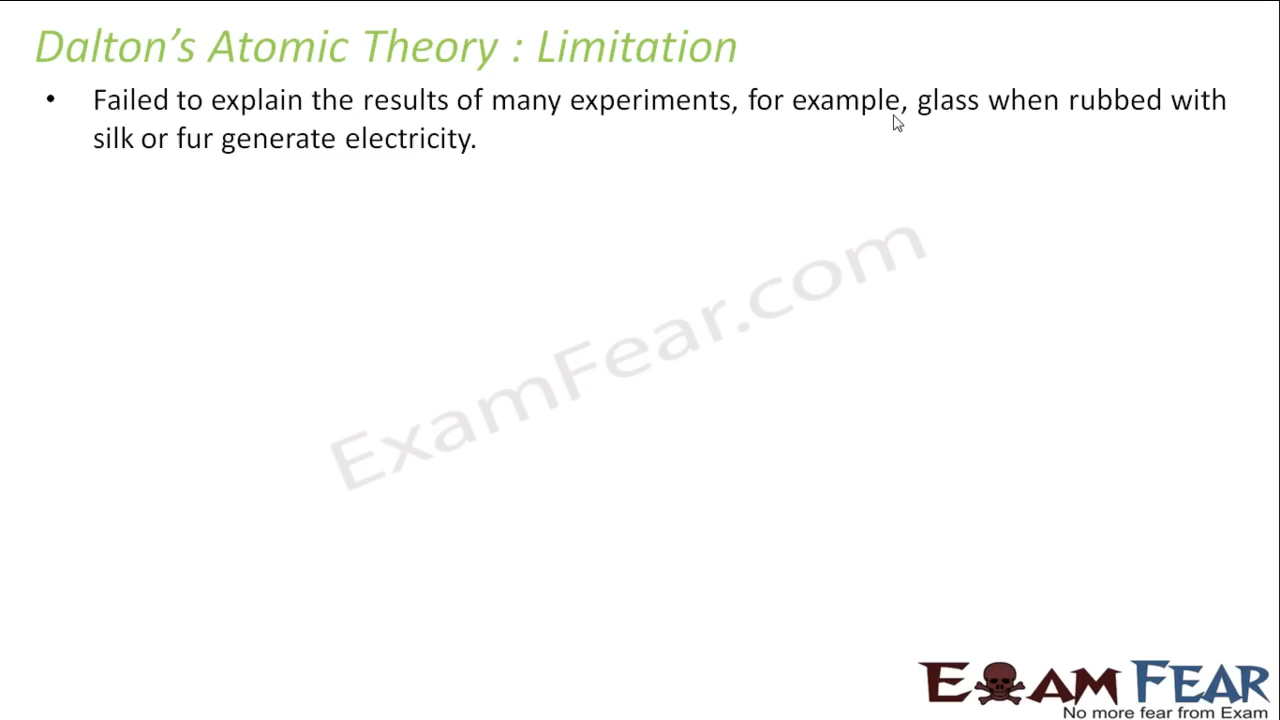 Dalton’s Atomic Theory : Limitation
• Failed to explain the results of many experiments, for example, glass when rubbed with
silk or fur generate electricity.
ExamFear.com
EXAM FEAR
No more fear from Exam